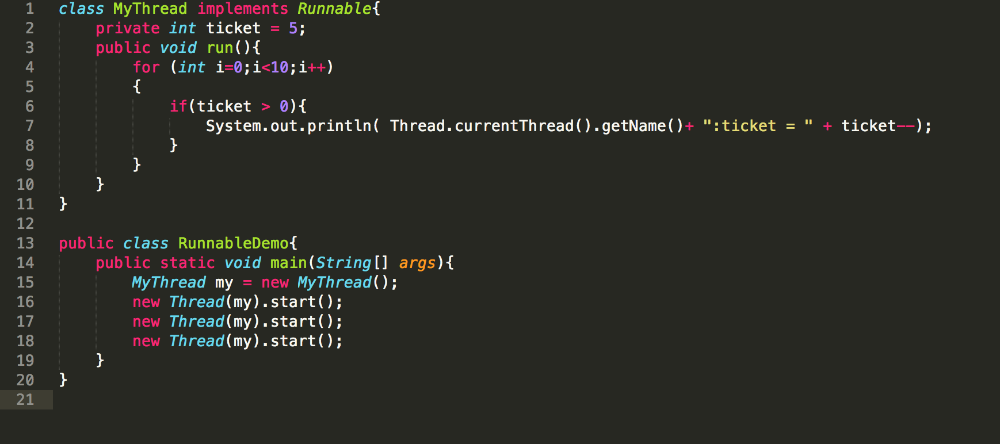 1 class MyThread implements Runnable{
2 private int ticket = 5;
3 public void run(){
4 for (int i=0;i<10;i++)
5 {
6 if(ticket > 0){
7 System.out.println( Thread.currentThread().getName()+ ":ticket = " + ticket--);
8 }
9 }
10 }
11 }
12
13 public class RunnableDemo{
14 public static void main(String[] args){
15 MyThread my = new MyThread();
16 new Thread(my).start();
17 new Thread(my).start();
18 new Thread(my).start();
19 }
20 }
21